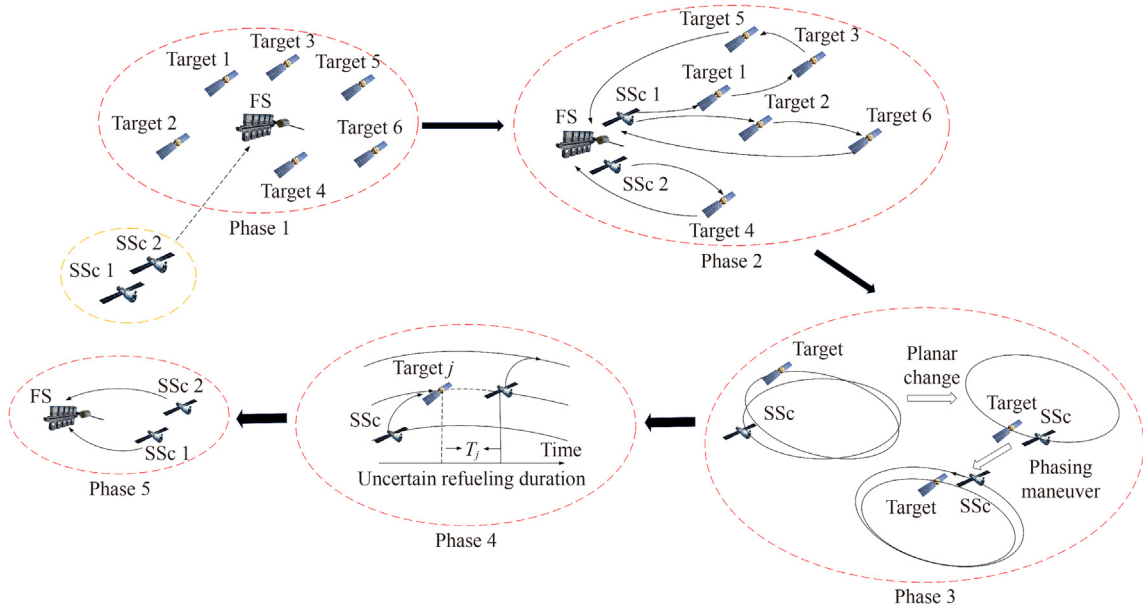 Target 3
Target 1
Target 5
FS
Target 2
Target 6
Target 4
Phase 1
SSc 2
SSc 1
Target 5
Target 3
Target 1
SSc 1
FS
Target 2
Target 6
SSc 2
Target 4
Phase 2
Target
SSc
Planar
change
Target
SSc
Phasing
maneuver
Target
SSc
Phase 3
Target j
SSc
Tj
Time
Uncertain refueling duration
Phase 4
FS
SSc 2
SSc 1
Phase 5